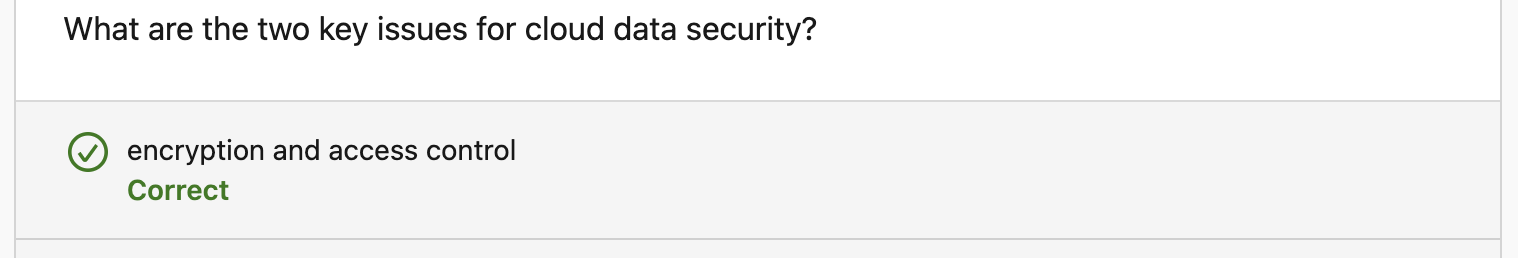 What are the two key issues for cloud data security?
encryption and access control
Correct